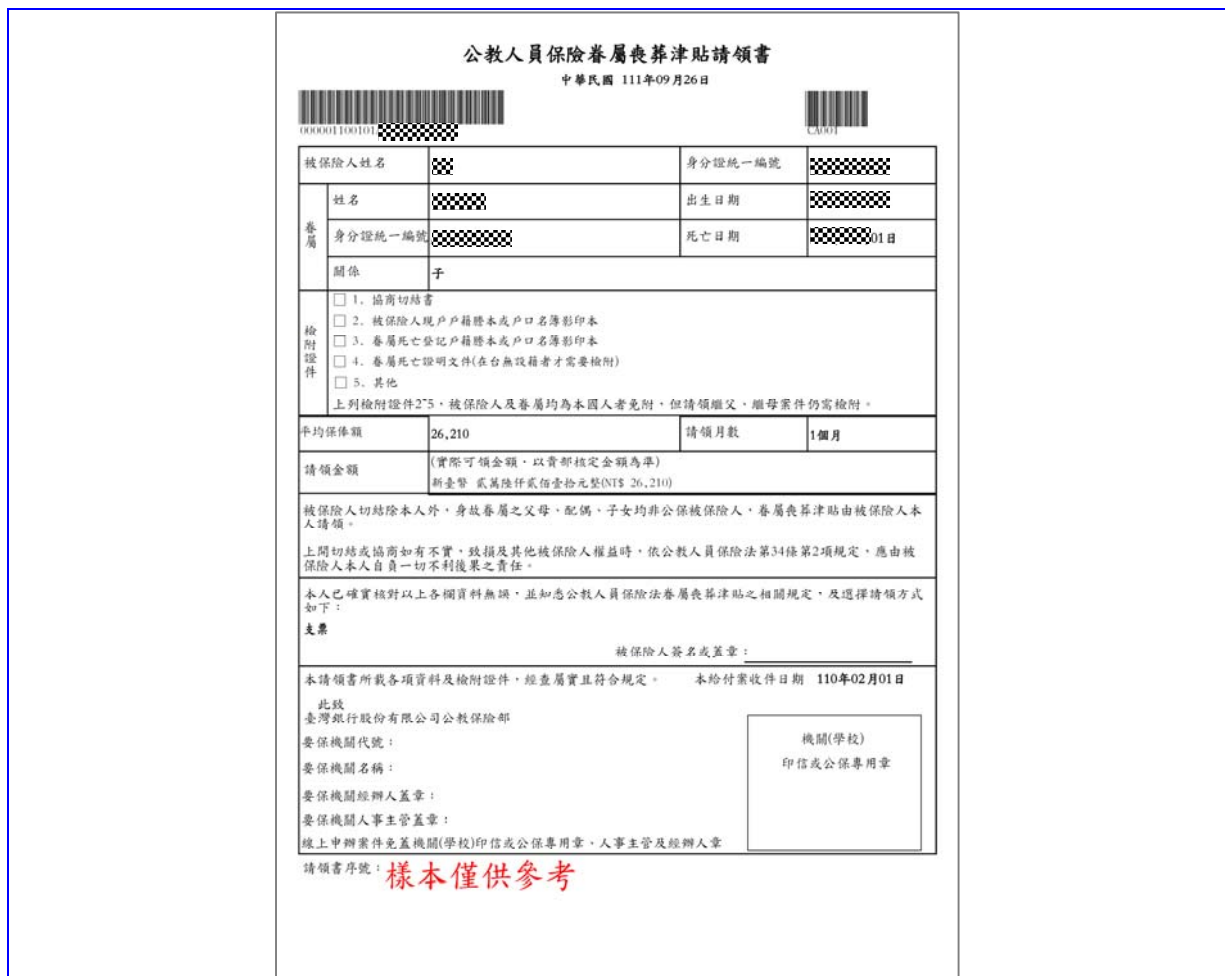 公教人員保險眷屬喪葬津貼請領書
中華民國 111年09月26日
000001100101
CA001
被保險人姓名
身分證統一編號
眷屬
姓名
出生日期
身分證統一編號
死亡日期
01日
關係
子
檢附證件
□ 1. 協商切結書
□ 2. 被保險人現戶戶籍謄本或戶口名簿影印本
□ 3. 眷屬死亡登記戶籍謄本或戶口名簿影印本
□ 4. 眷屬死亡證明文件(在台無設籍者才需要檢附)
□ 5. 其他
上列檢附證件2~5,被保險人及眷屬均為本國人者免附,但請領繼父、繼母案件仍需檢附。
平均保俸額
26,210
請領月數
1個月
請領金額
(實際可領金額,以貴部核定金額為準)
新臺幣 貳萬陸仟貳佰壹拾元整(NT$ 26,210)
被保險人切結除本人外,身故眷屬之父母、配偶、子女均非公保被保險人,眷屬喪葬津貼由被保險人本
人請領。
上開切結或協商如有不實,致損及其他被保險人權益時,依公教人員保險法第34條第2項規定,應由被
保險人本人自負一切不利後果之責任。
本人已確實核對以上各欄資料無誤,並知悉公教人員保險法眷屬喪葬津貼之相關規定,及選擇請領方式
如下:
支票
被保險人簽名或蓋章:
本請領書所載各項資料及檢附證件,經查屬實且符合規定。
本給付案收件日期 110年02月01日
此致
臺灣銀行股份有限公司公教保險部
要保機關代號:
要保機關名稱:
要保機關經辦人蓋章:
要保機關人事主管蓋章:
機關(學校)
印信或公保專用章
線上申辦案件免蓋機關(學校)印信或公保專用章、人事主管及經辦人章
請領書序號:
樣本僅供參考